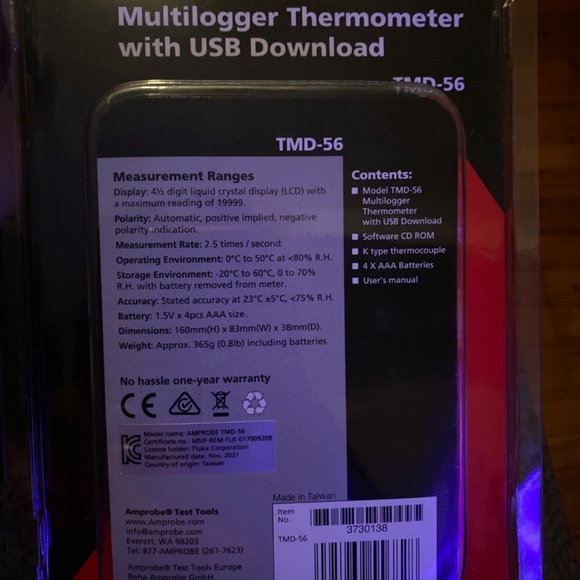 Multilogger Thermometer
with USB Download
TMD-56
TMD-56
Measurement Ranges
Display: 4½ digit liquid crystal display (LCD) with
a maximum reading of 19999.
Polarity: Automatic, positive implied, negative
polarity indication.
Measurement Rate: 2.5 times / second.
Operating Environment: 0°C to 50°C at <80% R.H.
Storage Environment: -20°C to 60°C, 0 to 70%
R.H. with battery removed from meter.
Accuracy: Stated accuracy at 23°C ±5°C, <75% R.H.
Battery: 1.5V x 4pcs AAA size.
Dimensions: 160mm(H) x 83mm(W) x 38mm(D).
Weight: Approx. 365g (0.8lb) including batteries.
Contents:
Model TMD-56
Multilogger
Thermometer
with USB Download
Software CD ROM
K type thermocouple
4 X AAA Batteries
User's manual
No hassle one-year warranty
CE
Model name: AMPROBE TMD-56
Certificate no.: MSIP-REM-FLK-017009209
License holder: Fluke Corporation
Manufactured date: Nov. 2021
Country of origin: Taiwan
Made in Taiwan
Amprobe® Test Tools
www.Amprobe.com
info@amprobe.com
Everett, WA 98203
Tel: 877-AMPROBE (267-7623)
Amprobe® Test Tools Europe
Beha-Amprobe GmbH
Item
No.
3730138
TMD-56